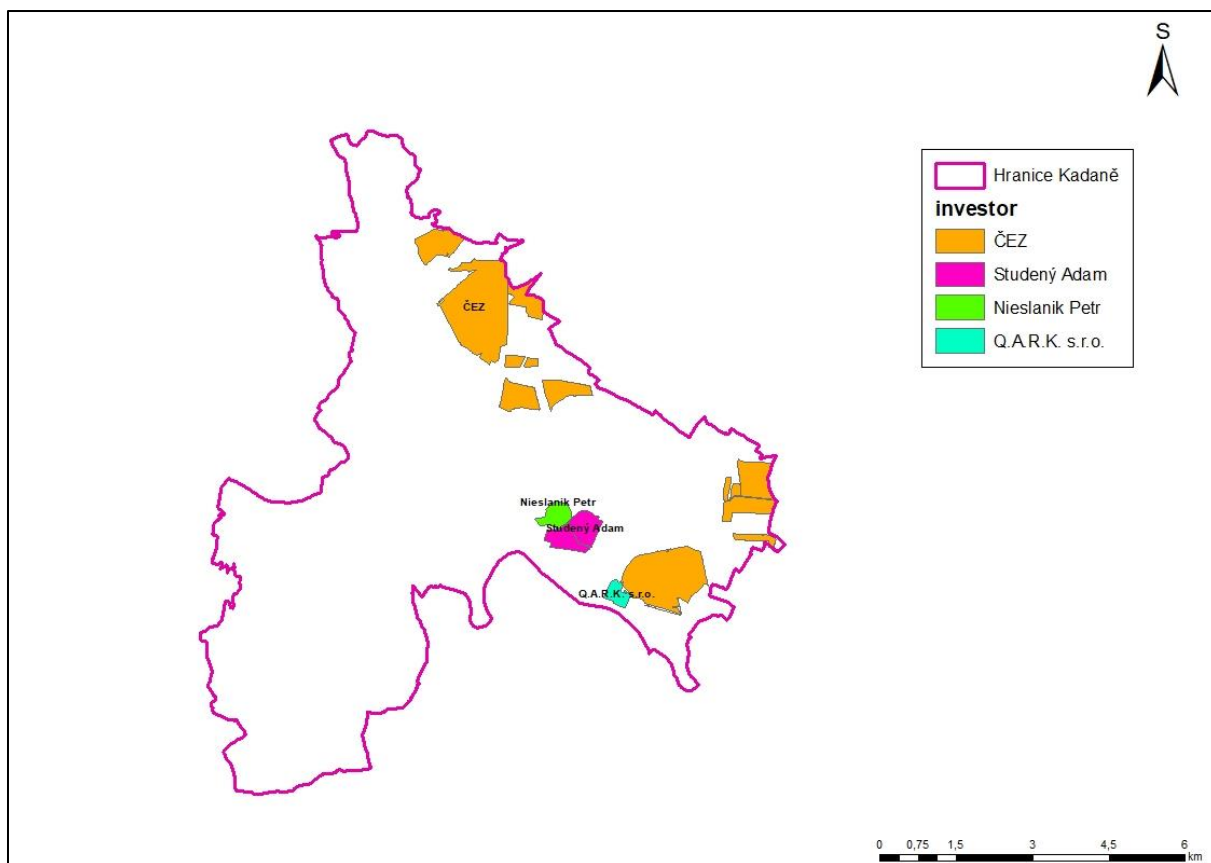 S
Hranice Kadaně
investor
ČEZ
Studený Adam
Nieslanik Petr
Q.A.R.K. s.r.o.
ČEZ
Nieslanik Petr
Studený Adam
Q.A.R.K. s.r.o.
0 0,75 1,5 3 4,5 6
km